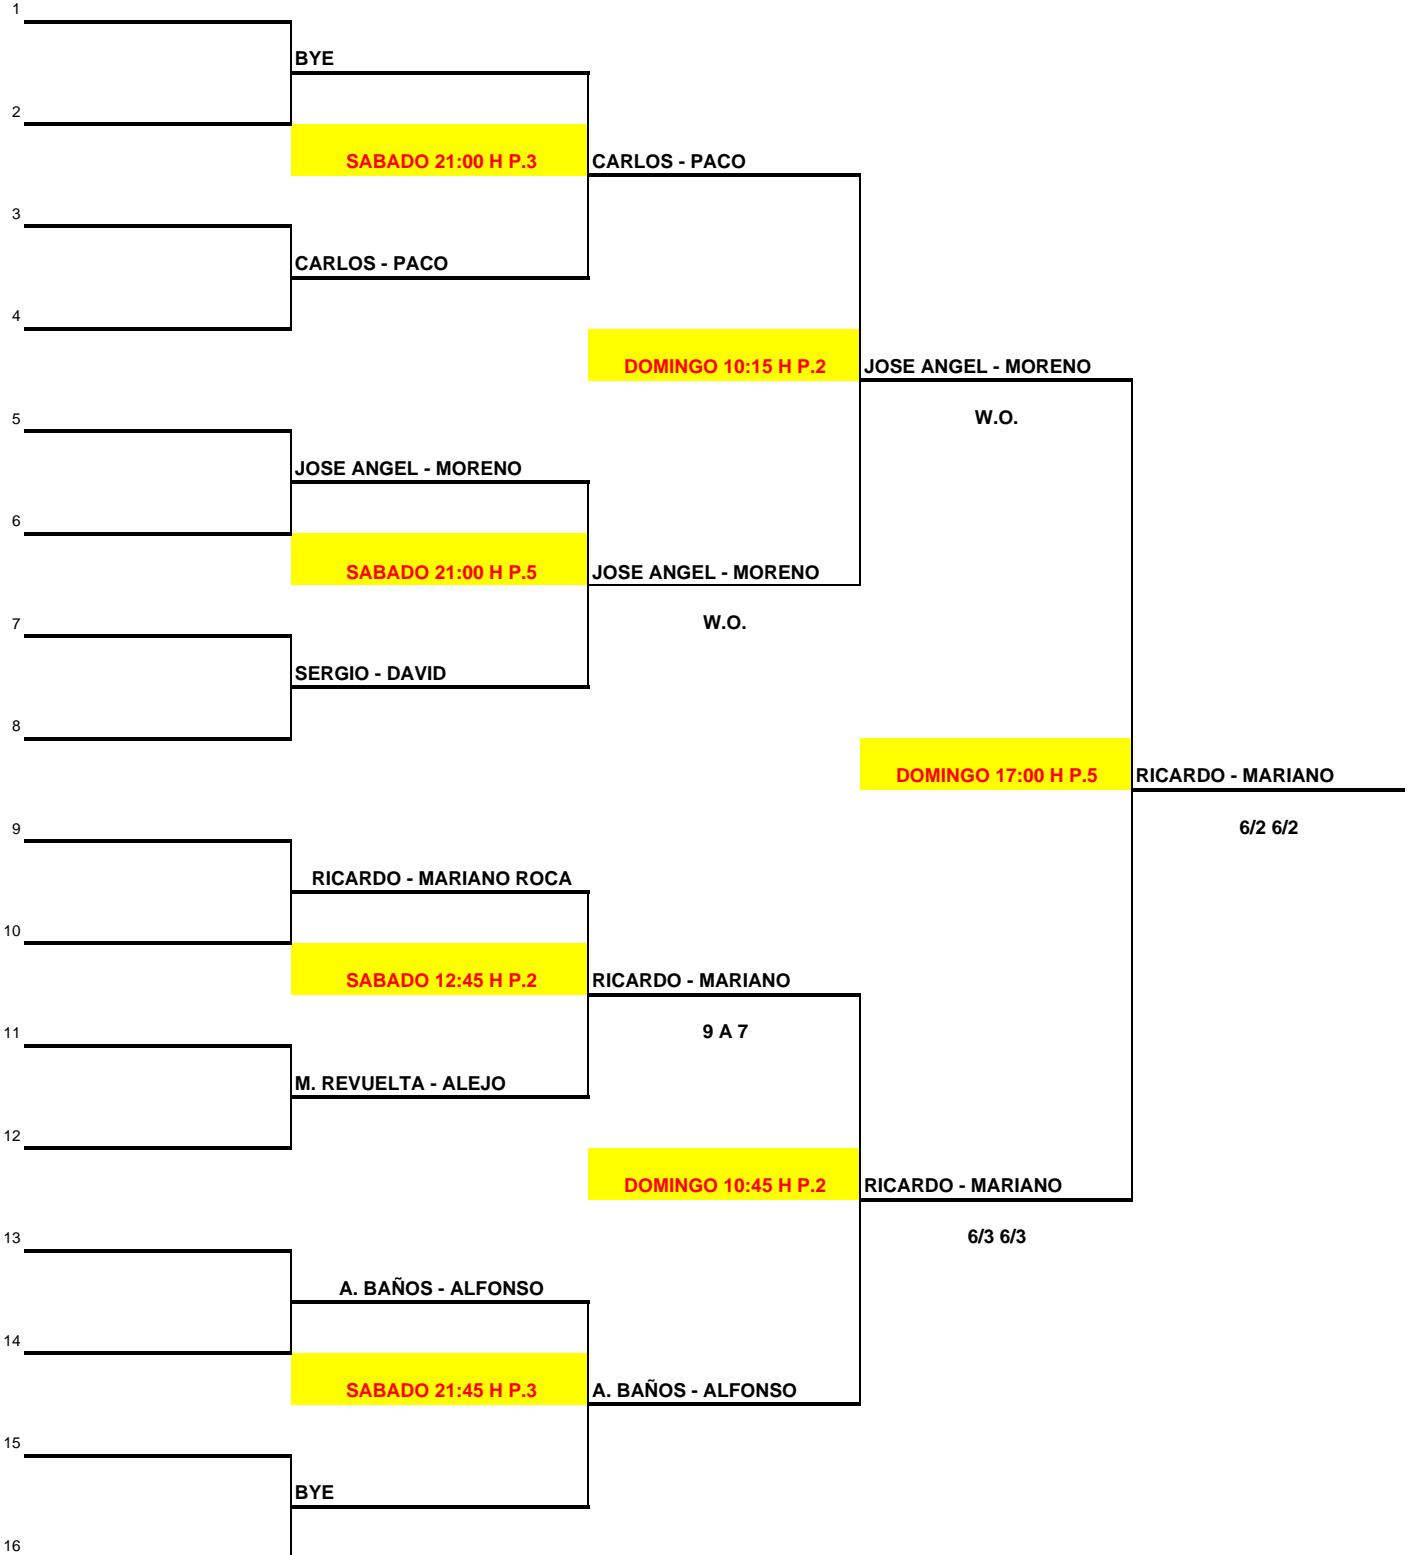 1
BYE
2
SABADO 21:00 H P.3
CARLOS - PACO
3
CARLOS - PACO
4
DOMINGO 10:15 H P.2
JOSE ANGEL - MORENO
W.O.
5
JOSE ANGEL - MORENO
6
SABADO 21:00 H P.5
JOSE ANGEL - MORENO
W.O.
7
SERGIO - DAVID
8
DOMINGO 17:00 H P.5
RICARDO - MARIANO
6/2 6/2
9
RICARDO - MARIANO ROCA
10
SABADO 12:45 H P.2
RICARDO - MARIANO
9 A 7
11
M. REVUELTA - ALEJO
12
DOMINGO 10:45 H P.2
RICARDO - MARIANO
6/3 6/3
13
A. BAÑOS - ALFONSO
14
SABADO 21:45 H P.3
A. BAÑOS - ALFONSO
15
BYE
16